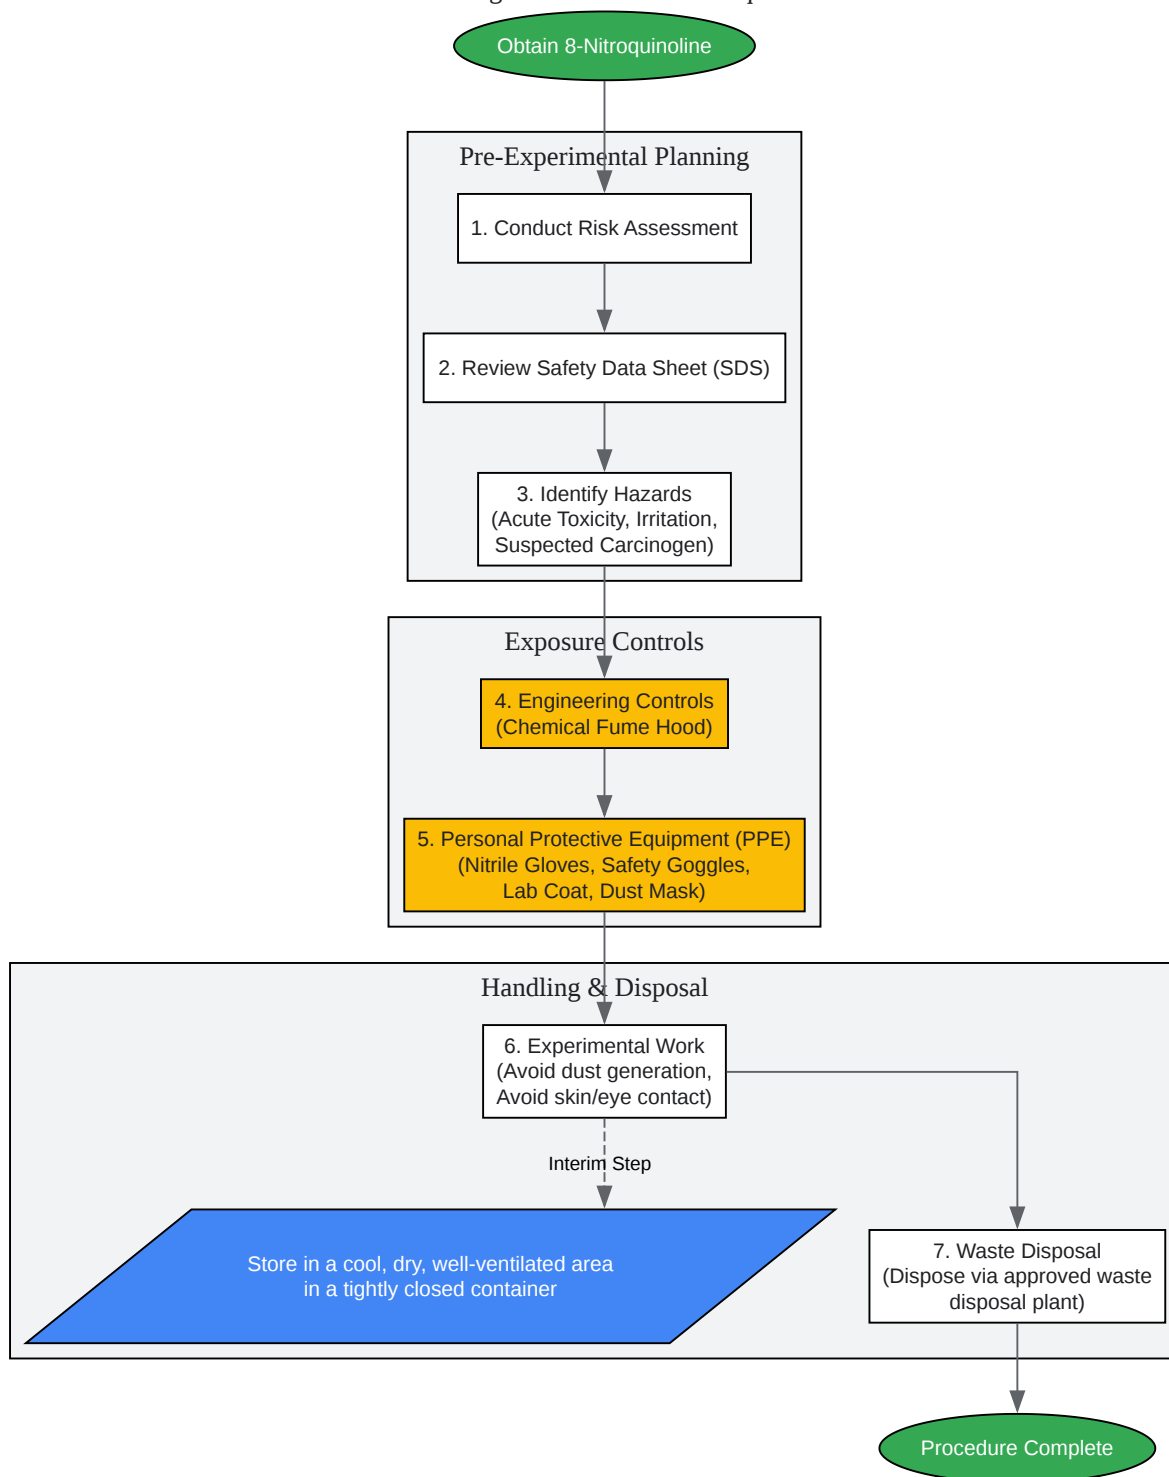 Obtain 8-Nitroquinoline
Pre-Experimental Planning
1. Conduct Risk Assessment
2. Review Safety Data Sheet (SDS)
3. Identify Hazards
(Acute Toxicity, Irritation,
Suspected Carcinogen)
Exposure Controls
4. Engineering Controls
(Chemical Fume Hood)
5. Personal Protective Equipment (PPE)
(Nitrile Gloves, Safety Goggles,
Lab Coat, Dust Mask)
Handling & Disposal
6. Experimental Work
(Avoid dust generation,
Avoid skin/eye contact)
Interim Step
Store in a cool, dry, well-ventilated area
in a tightly closed container
7. Waste Disposal
(Dispose via approved waste
disposal plant)
Procedure Complete